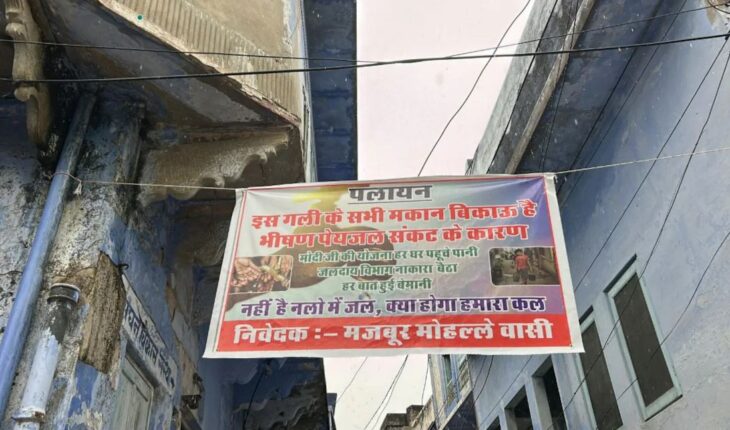 पलायन
इस गली के सभी मकान बिकाऊ है
भीषण पेयजल संकट के कारण
मोदी जी की योजना हर घर पहूचे पानी
जलदाय विभाग नाकारा बेठा
हर बात हुई बेमानी
नहीं है नलो में जल, क्या होगा हमारा कल
निवेदक :– मजबूर मोहल्ले वासी